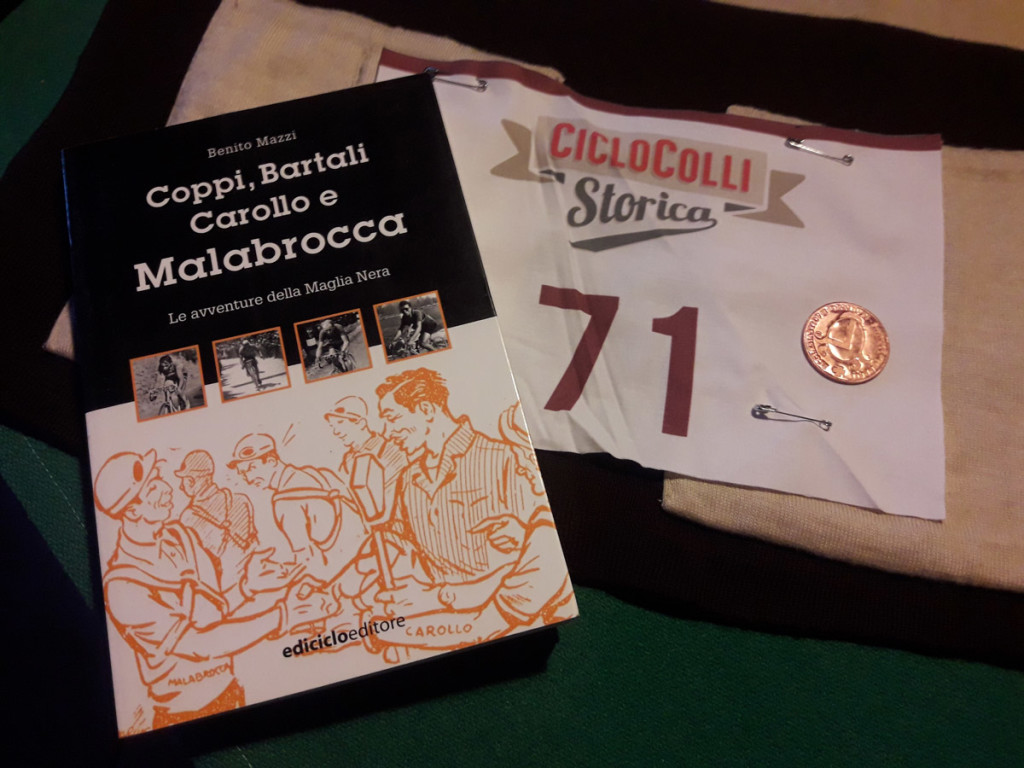 Benito Mazzi
Coppi, Bartali
Carollo e
Malabrocca
Le avventure della Maglia Nera
MALABROCCA
CAROLLO
ediciclo editore
CICLOCOLLI
Storica
71